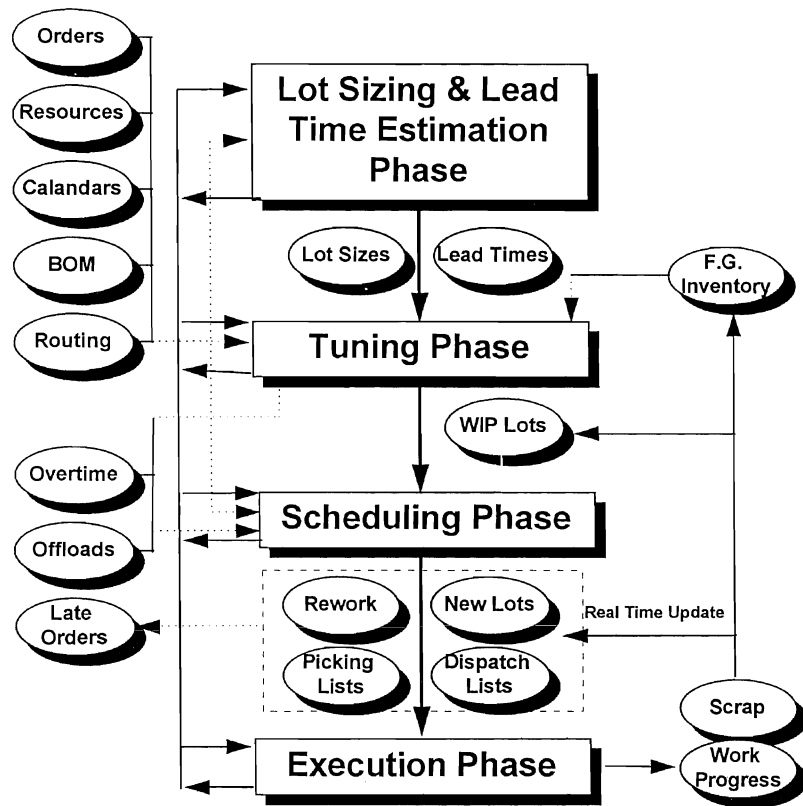 Orders
Resources
Calandars
BOM
Routing
Overtime
Offloads
Late
Orders
Lot Sizing & Lead
Time Estimation
Phase
Lot Sizes
Lead Times
F.G.
Inventory
Tuning Phase
WIP Lots
Scheduling Phase
Rework
New Lots
Real Time Update
Picking
Lists
Dispatch
Lists
Scrap
Work
Progress
Execution Phase